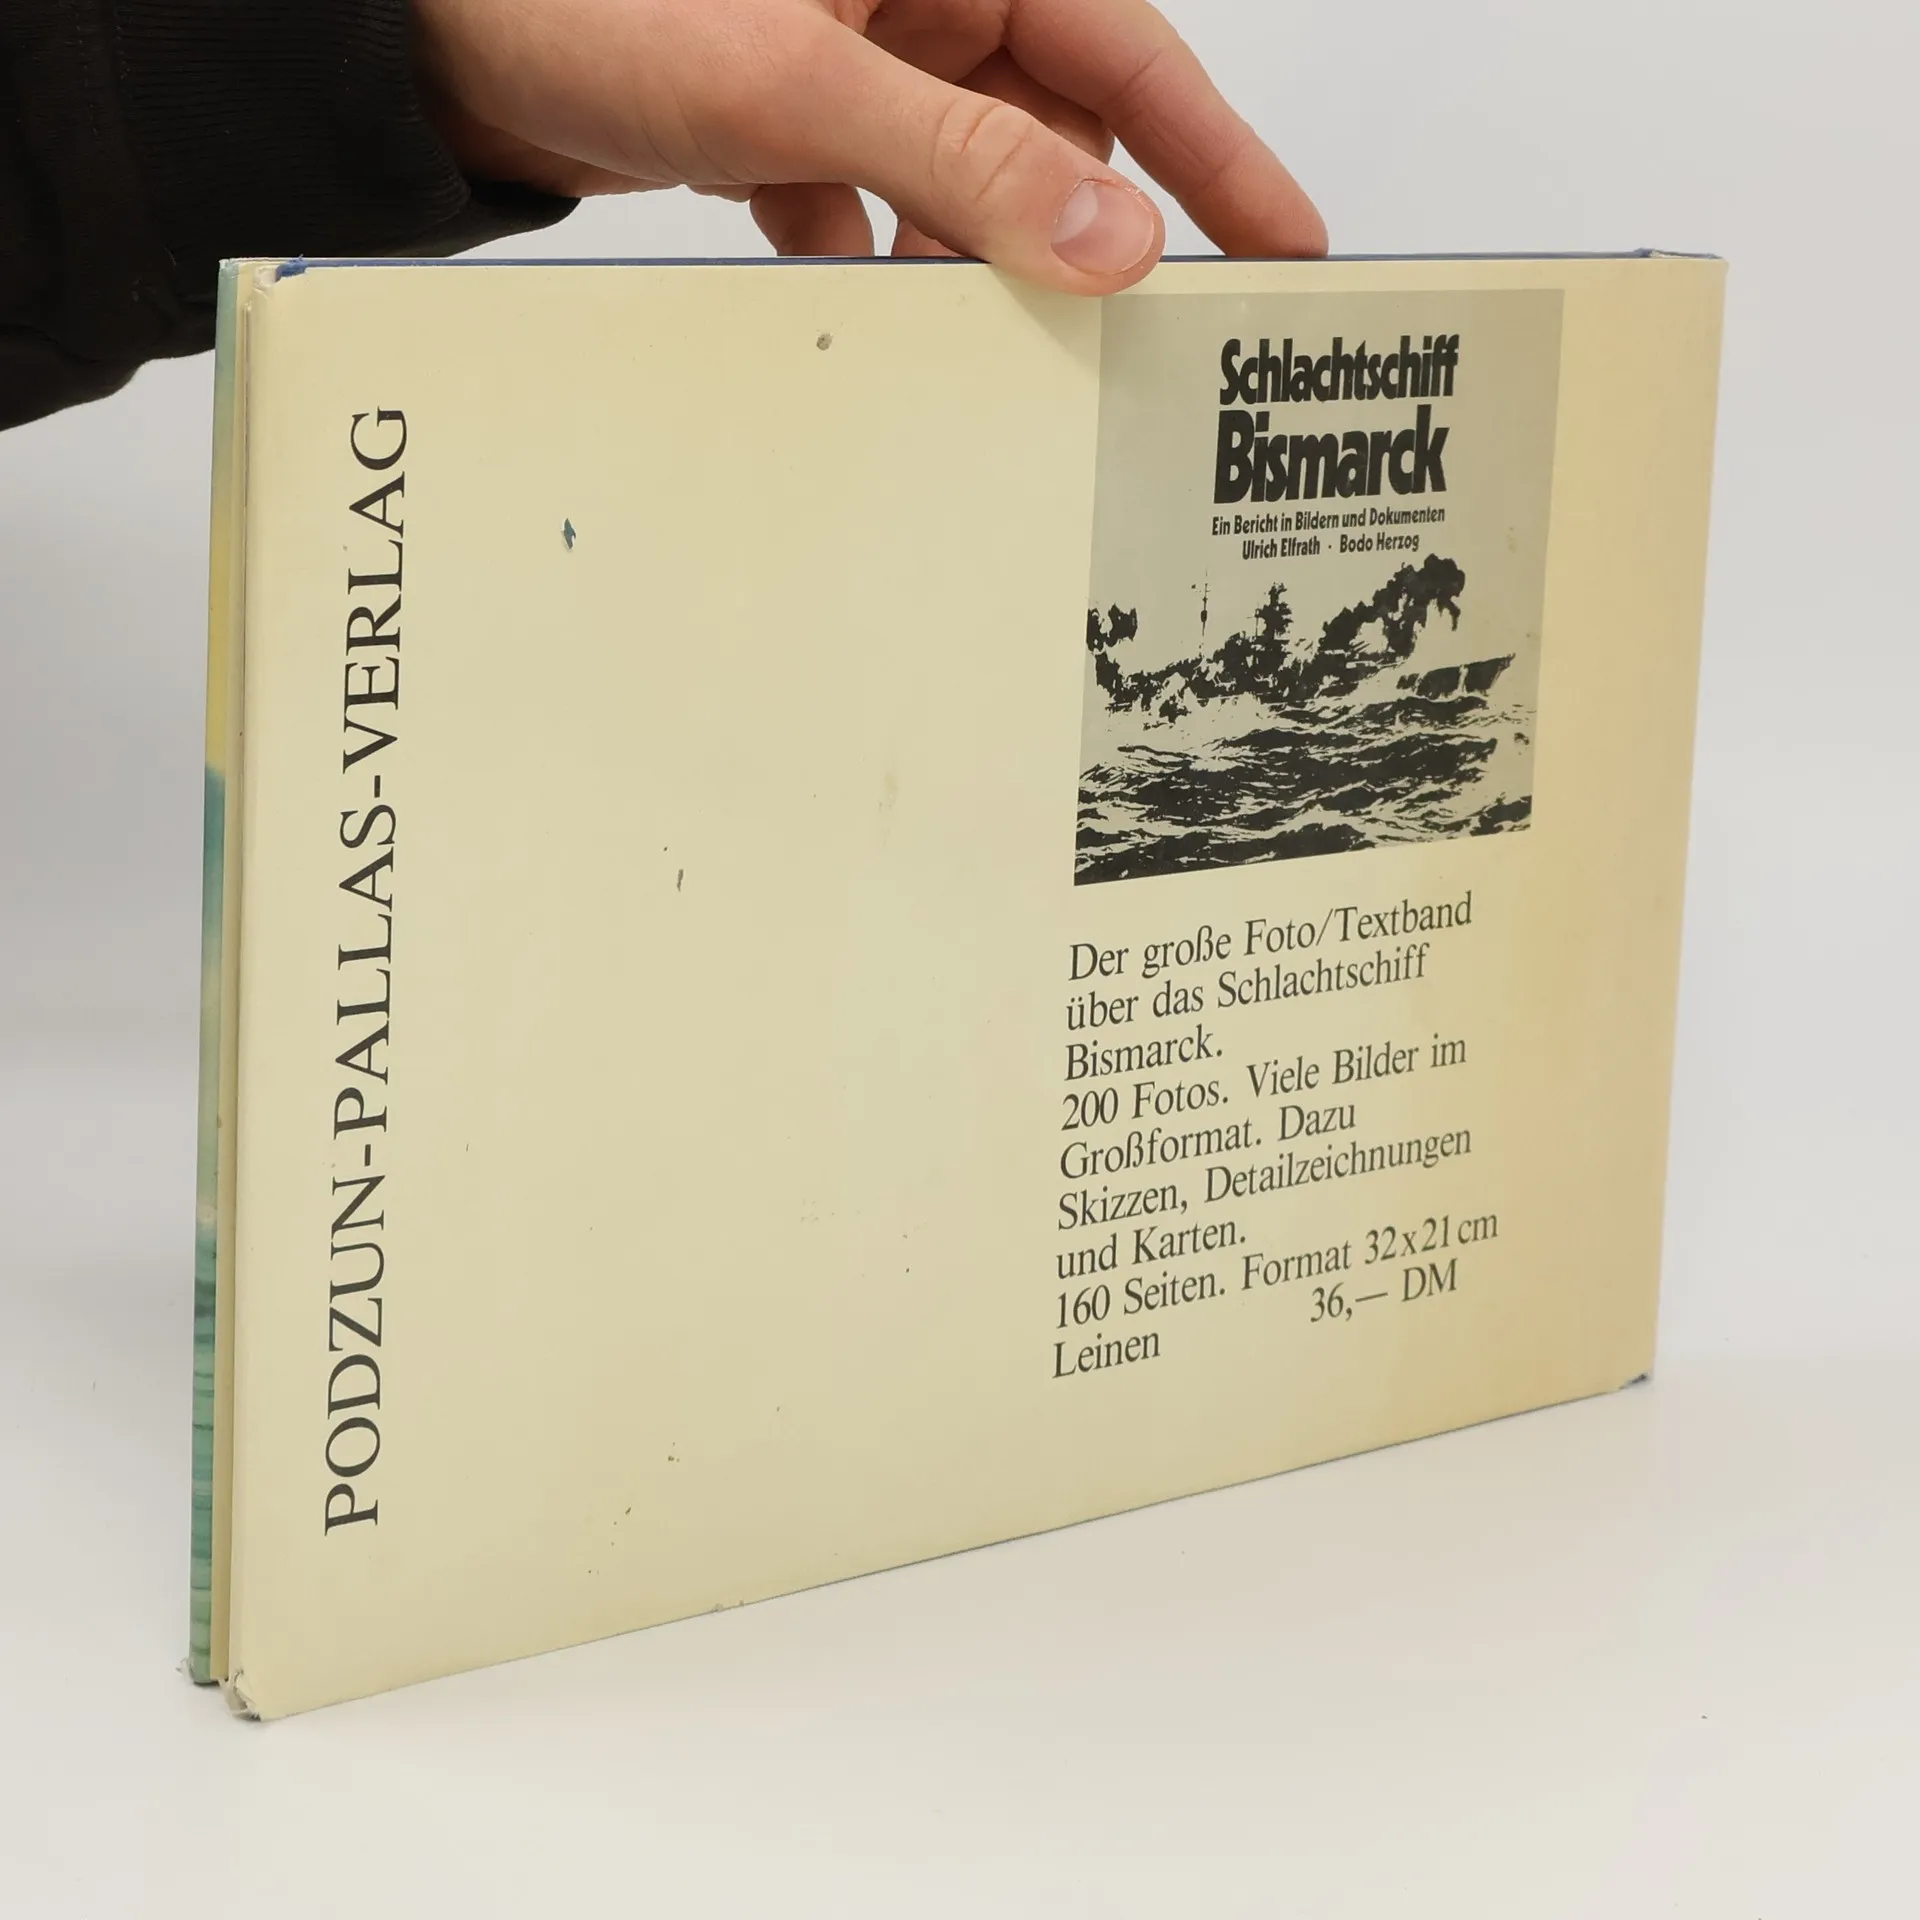 PODZUN-PALLAS-VERLAG
Schlachtschiff
Bismarck
Ein Bericht in Bildern und Dokumenten
Ulrich Elfrath · Bodo Herzog
Der große Foto/Textband
über das Schlachtschiff
Bismarck.
200 Fotos. Viele Bilder im
Großformat. Dazu
Skizzen, Detailzeichnungen
und Karten.
160 Seiten. Format 32x21cm
Leinen 36,— DM